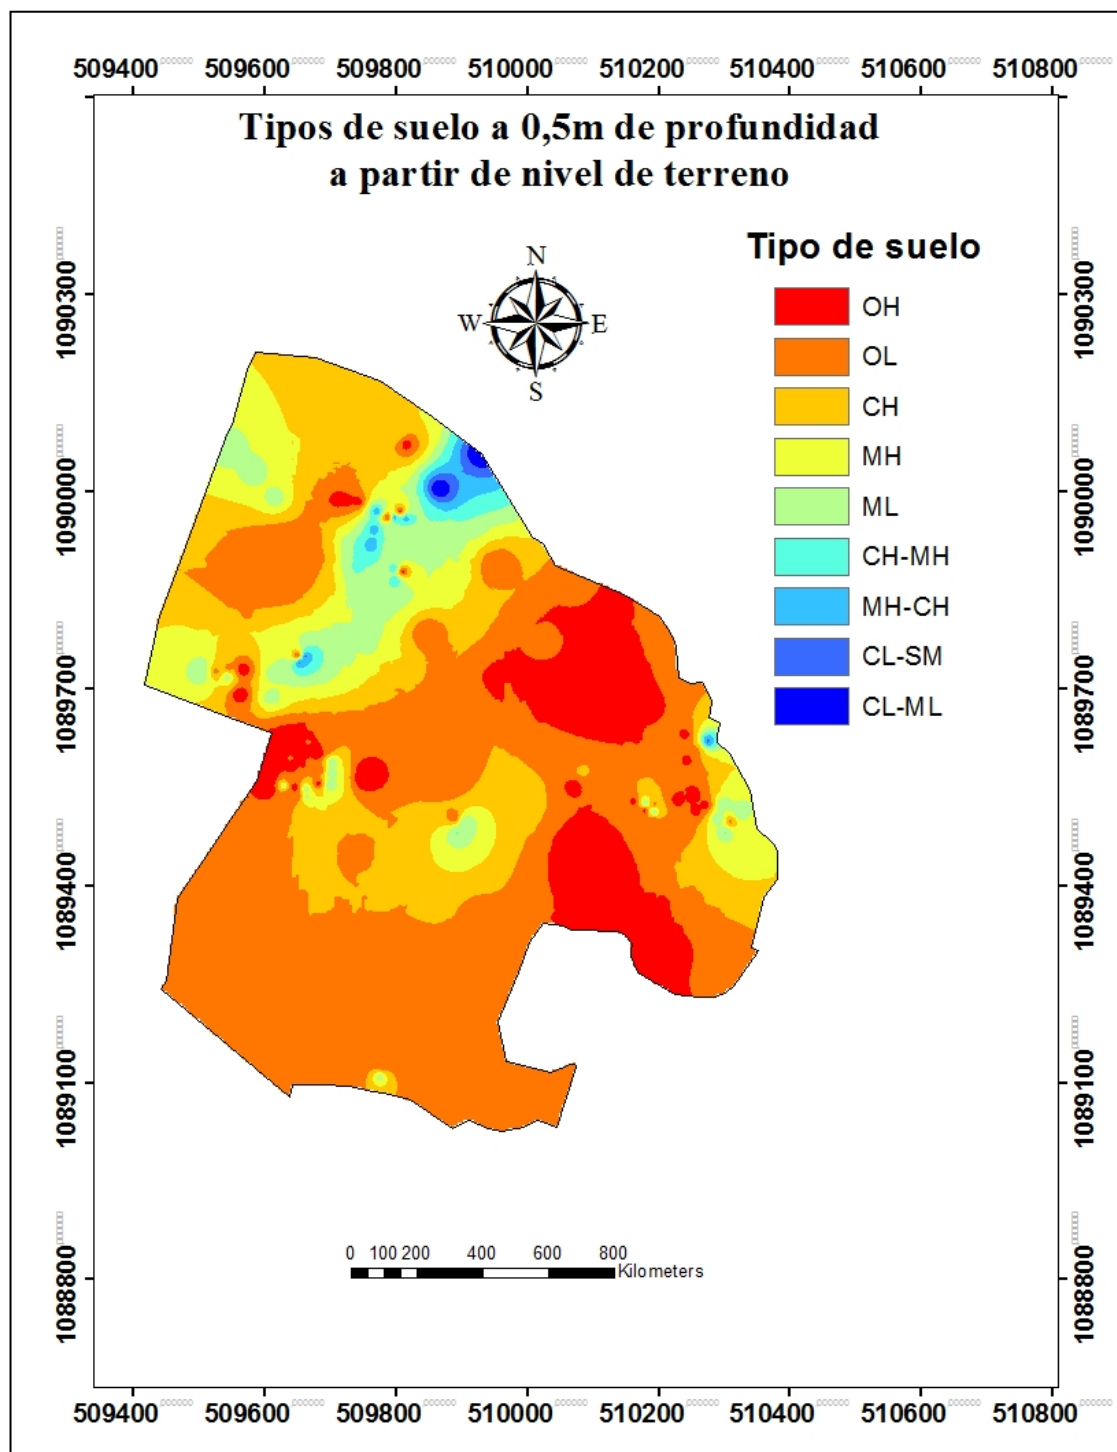 509400 509600 509800 510000 510200 510400 510600 510800
Tipos de suelo a 0,5m de profundidad
a partir de nivel de terreno
Tipo de suelo
OH
OL
CH
MH
ML
CH-MH
MH-CH
CL-SM
CL-ML
N
W E
S
1090300
1090000
1089700
1089400
1089100
1088800
1090300
1090000
1089700
1089400
1089100
1088800
0 100 200 400 600 800
Kilometers
509400 509600 509800 510000 510200 510400 510600 510800